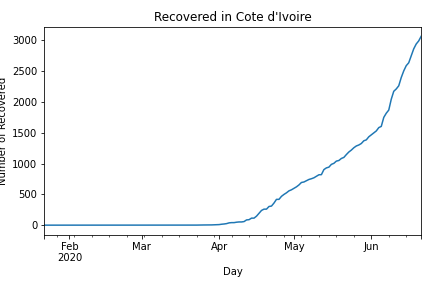 Recovered in Cote d'Ivoire
3000
2500
2000
1500
1000
500
0
Number of Recovered
Feb
2020
Mar
Apr
May
Jun
Day